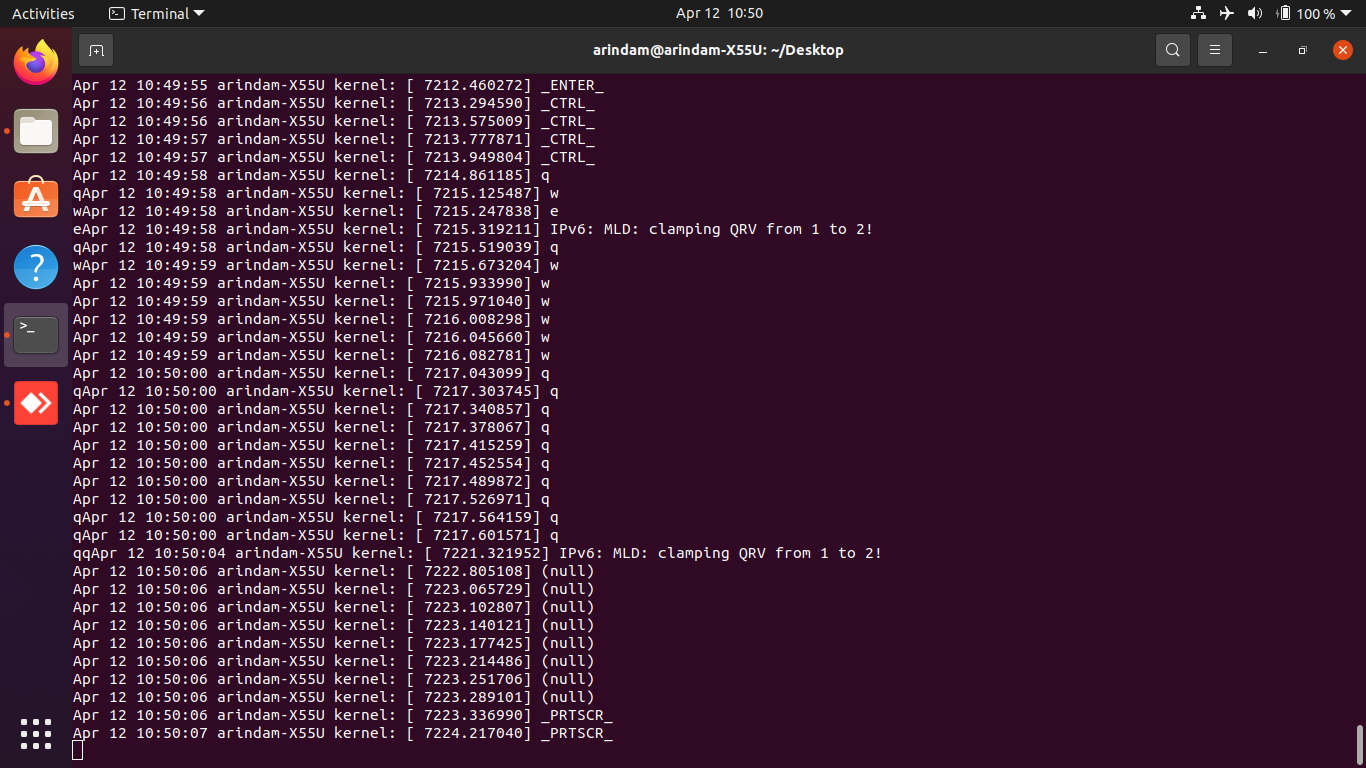 Activities
Terminal
Apr 12 10:50
100 %
arindam@arindam-X55U: ~/Desktop
Apr 12 10:49:55 arindam-X55U kernel: [ 7212.460272] _ENTER_
Apr 12 10:49:56 arindam-X55U kernel: [ 7213.294590] _CTRL_
Apr 12 10:49:56 arindam-X55U kernel: [ 7213.575009] _CTRL_
Apr 12 10:49:57 arindam-X55U kernel: [ 7213.777871] _CTRL_
Apr 12 10:49:57 arindam-X55U kernel: [ 7213.949804] _CTRL_
Apr 12 10:49:58 arindam-X55U kernel: [ 7214.861185] q
qApr 12 10:49:58 arindam-X55U kernel: [ 7215.125487] w
wApr 12 10:49:58 arindam-X55U kernel: [ 7215.247838] e
eApr 12 10:49:58 arindam-X55U kernel: [ 7215.319211] IPv6: MLD: clamping QRV from 1 to 2!
qApr 12 10:49:58 arindam-X55U kernel: [ 7215.519039] q
wApr 12 10:49:59 arindam-X55U kernel: [ 7215.673204] w
Apr 12 10:49:59 arindam-X55U kernel: [ 7215.933990] w
Apr 12 10:49:59 arindam-X55U kernel: [ 7215.971040] w
Apr 12 10:49:59 arindam-X55U kernel: [ 7216.008298] w
Apr 12 10:49:59 arindam-X55U kernel: [ 7216.045660] w
Apr 12 10:49:59 arindam-X55U kernel: [ 7216.082781] w
Apr 12 10:50:00 arindam-X55U kernel: [ 7217.043099] q
qApr 12 10:50:00 arindam-X55U kernel: [ 7217.303745] q
Apr 12 10:50:00 arindam-X55U kernel: [ 7217.340857] q
Apr 12 10:50:00 arindam-X55U kernel: [ 7217.378067] q
Apr 12 10:50:00 arindam-X55U kernel: [ 7217.415259] q
Apr 12 10:50:00 arindam-X55U kernel: [ 7217.452554] q
Apr 12 10:50:00 arindam-X55U kernel: [ 7217.489872] q
Apr 12 10:50:00 arindam-X55U kernel: [ 7217.526971] q
qApr 12 10:50:00 arindam-X55U kernel: [ 7217.564159] q
qApr 12 10:50:00 arindam-X55U kernel: [ 7217.601571] q
qqApr 12 10:50:04 arindam-X55U kernel: [ 7221.321952] IPv6: MLD: clamping QRV from 1 to 2!
Apr 12 10:50:06 arindam-X55U kernel: [ 7222.805108] (null)
Apr 12 10:50:06 arindam-X55U kernel: [ 7223.065729] (null)
Apr 12 10:50:06 arindam-X55U kernel: [ 7223.102807] (null)
Apr 12 10:50:06 arindam-X55U kernel: [ 7223.140121] (null)
Apr 12 10:50:06 arindam-X55U kernel: [ 7223.177425] (null)
Apr 12 10:50:06 arindam-X55U kernel: [ 7223.214486] (null)
Apr 12 10:50:06 arindam-X55U kernel: [ 7223.251706] (null)
Apr 12 10:50:06 arindam-X55U kernel: [ 7223.289101] (null)
Apr 12 10:50:06 arindam-X55U kernel: [ 7223.336990] _PRTSCR_
Apr 12 10:50:07 arindam-X55U kernel: [ 7224.217040] _PRTSCR_